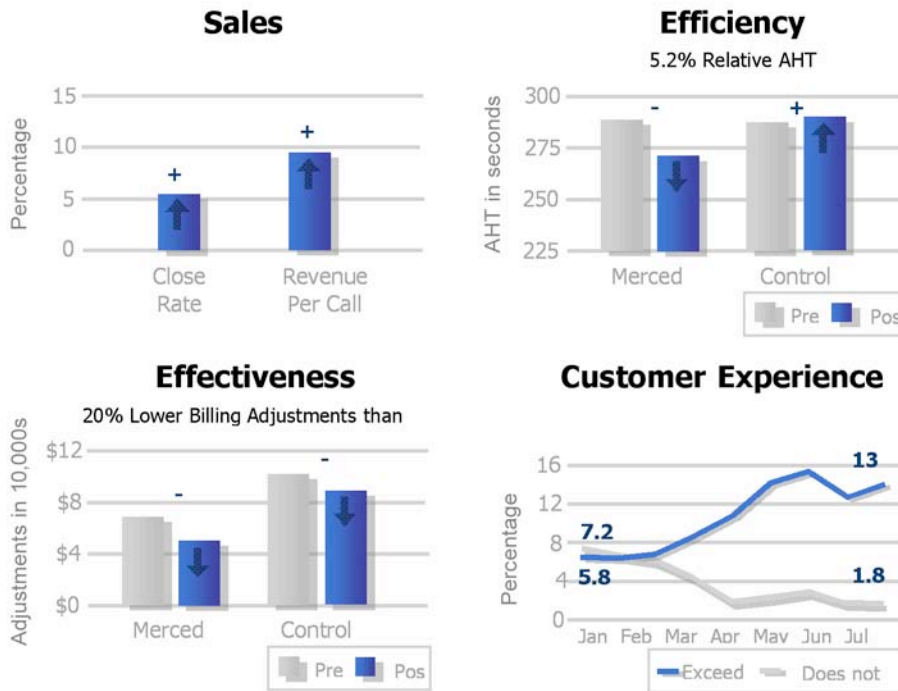 Sales
Percentage
15
10
5
0
+
+
Close
Rate
Revenue
Per Call
Efficiency
5.2% Relative AHT
AHT in seconds
300
275
250
225
-
+
Merced
Control
Pre
Pos
Effectiveness
20% Lower Billing Adjustments than
Adjustments in 10,000s
$12
$8
$4
$0
-
-
Merced
Control
Pre
Pos
Customer Experience
Percentage
16
12
8
4
0
7.2
5.8
13
1.8
Jan Feb Mar Apr May Jun Jul
Exceed
Does not